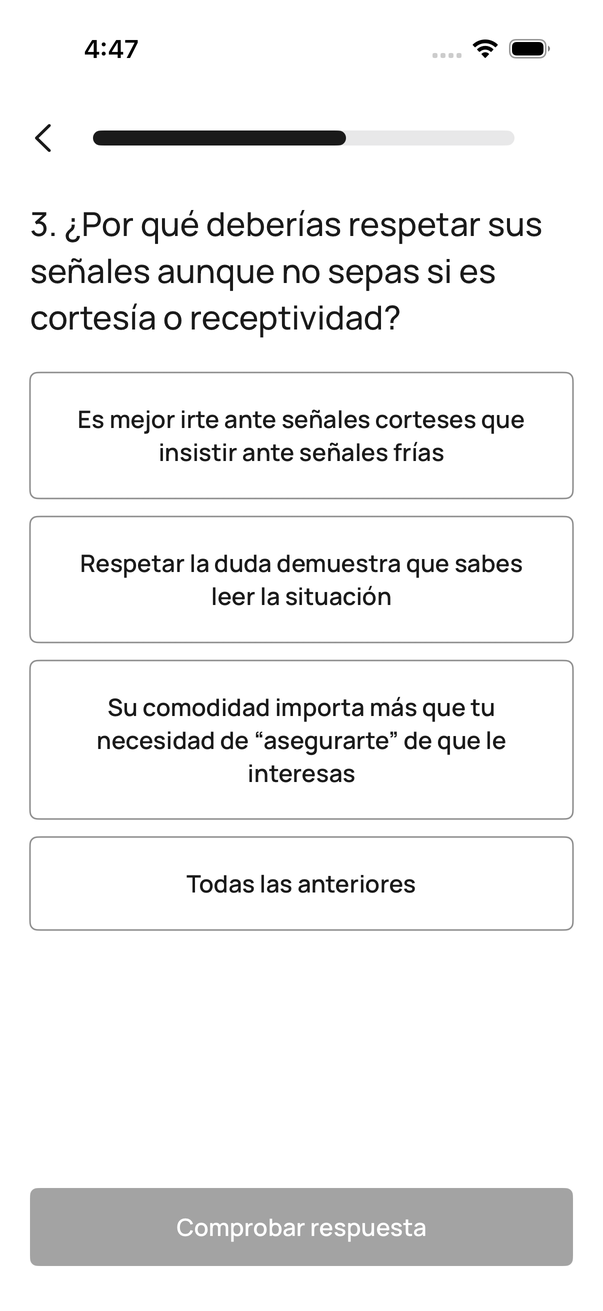 4:47
3. ¿Por qué deberías respetar sus
señales aunque no sepas si es
cortesía o receptividad?
Es mejor irte ante señales corteses que
insistir ante señales frías
Respetar la duda demuestra que sabes
leer la situación
Su comodidad importa más que tu
necesidad de “asegurarte” de que le
interesas
Todas las anteriores
Comprobar respuesta